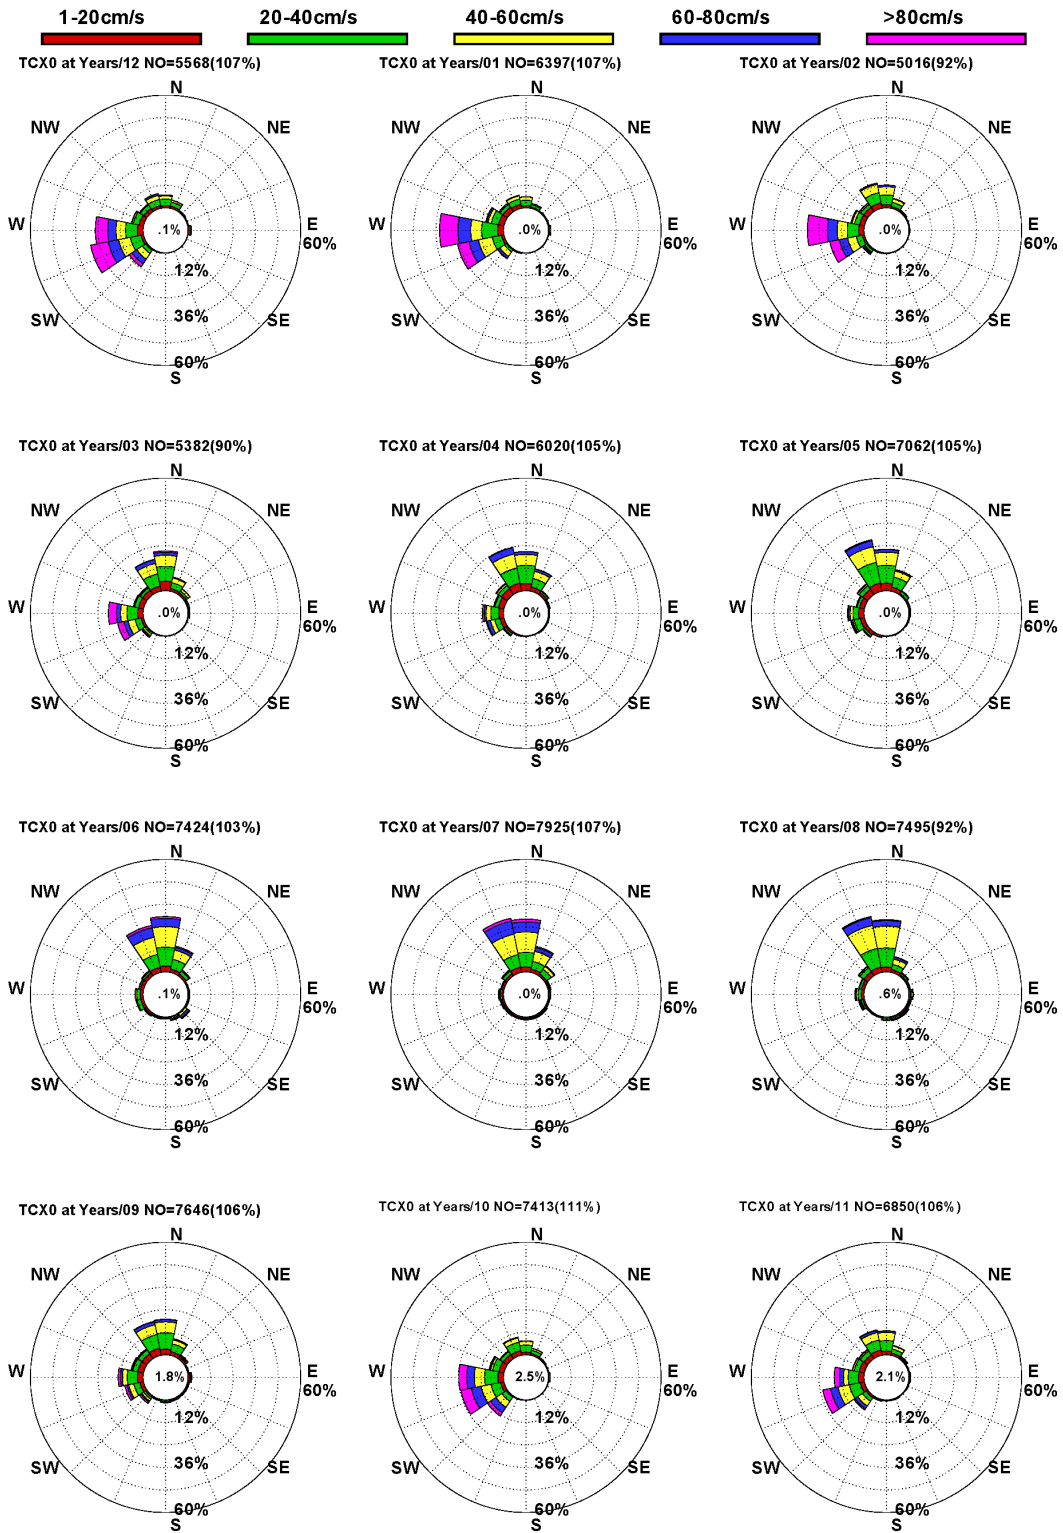 1-20cm/s 20-40cm/s 40-60cm/s 60-80cm/s >80cm/s
TCX0 at Years/12 NO=5568(107%) TCX0 at Years/01 NO=6397(107%) TCX0 at Years/02 NO=5016(92%)
N N N
NW NE NW NE NW NE
W .1% E W .0% E W .0% E
60% 60% 60%
12% 12% 12%
36% 36% 36%
SW SE SW SE SW SE
60% 60% 60%
S S S
TCX0 at Years/03 NO=5382(90%) TCX0 at Years/04 NO=6020(105%) TCX0 at Years/05 NO=7062(105%)
N N N
NW NE NW NE NW NE
W .0% E W .0% E W .0% E
60% 60% 60%
12% 12% 12%
36% 36% 36%
SW SE SW SE SW SE
60% 60% 60%
S S S
TCX0 at Years/06 NO=7424(103%) TCX0 at Years/07 NO=7925(107%) TCX0 at Years/08 NO=7495(92%)
N N N
NW NE NW NE NW NE
W .1% E W .0% E W .6% E
60% 60% 60%
12% 12% 12%
36% 36% 36%
SW SE SW SE SW SE
60% 60% 60%
S S S
TCX0 at Years/09 NO=7646(106%) TCX0 at Years/10 NO=7413(111%) TCX0 at Years/11 NO=6850(106%)
N N N
NW NE NW NE NW NE
W 1.8% E W 2.5% E W 2.1% E
60% 60% 60%
12% 12% 12%
36% 36% 36%
SW SE SW SE SW SE
60% 60% 60%
S S S